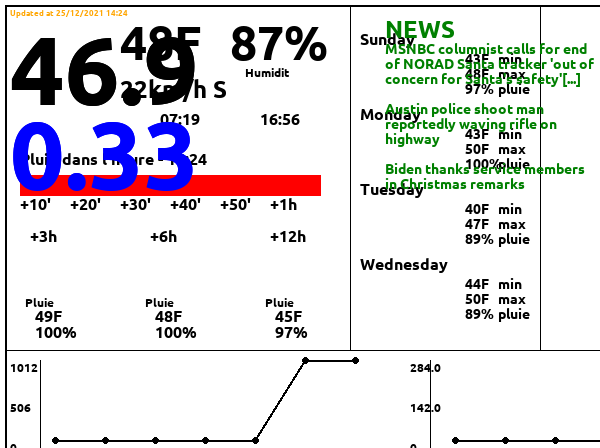 Updated at 25/12/2021 14:24
46.9
48F
87%
Humidit
22km/h S
07:19
16:56
0.33
Pluie dans l'heure - 14:24
+10'
+20'
+30'
+40'
+50'
+1h
+3h
+6h
+12h
Pluie
49F
100%
Pluie
48F
100%
Pluie
45F
97%
NEWS
MSNBC columnist calls for end
of NORAD Santa tracker 'out of
concern for Santa's safety'[...]
Austin police shoot man
reportedly waving rifle on
highway
Biden thanks service members
in Christmas remarks
Sunday
43F min
48F max
97% pluie
Monday
43F min
50F max
100% pluie
Tuesday
40F min
47F max
89% pluie
Wednesday
44F min
50F max
89% pluie
1012
506
0
284.0
142.0